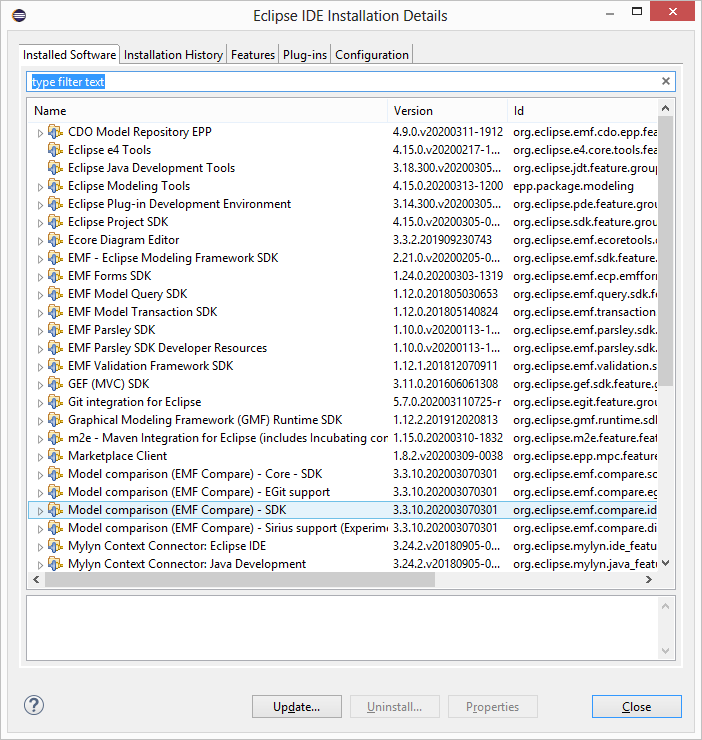 Eclipse IDE Installation Details
Installed Software Installation History Features Plug-ins Configuration
type filter text
Name Version Id
CDO Model Repository EPP 4.9.0.v20200311-1912 org.eclipse.emf.cdo.epp.fea
Eclipse e4 Tools 4.15.0.v20200217-1... org.eclipse.e4.core.tools.fea
Eclipse Java Development Tools 3.18.300.v20200305... org.eclipse.jdt.feature.group
Eclipse Modeling Tools 4.15.0.20200313-1200 epp.package.modeling
Eclipse Plug-in Development Environment 3.14.300.v20200305... org.eclipse.pde.feature.grou
Eclipse Project SDK 4.15.0.v20200305-0... org.eclipse.sdk.feature.grou
Ecore Diagram Editor 3.3.2.201909230743 org.eclipse.emf.ecoretools.
EMF - Eclipse Modeling Framework SDK 2.21.0.v20200205-0... org.eclipse.emf.sdk.feature.g
EMF Forms SDK 1.24.0.20200303-1319 org.eclipse.emf.ecp.emfforn
EMF Model Query SDK 1.12.0.201805030653 org.eclipse.emf.query.sdk.fe
EMF Model Transaction SDK 1.12.0.201805140824 org.eclipse.emf.transaction
EMF Parsley SDK 1.10.0.v20200113-1... org.eclipse.emf.parsley.sdk.
EMF Parsley SDK Developer Resources 1.10.0.v20200113-1... org.eclipse.emf.parsley.sdk.
EMF Validation Framework SDK 1.12.1.201812070911 org.eclipse.emf.validation.s
GEF (MVC) SDK 3.11.0.201606061308 org.eclipse.gef.sdk.feature.g
Git integration for Eclipse 5.7.0.202003110725-r org.eclipse.egit.feature.grou
Graphical Modeling Framework (GMF) Runtime SDK 1.12.2.201912020813 org.eclipse.gmf.runtime.sdk
m2e - Maven Integration for Eclipse (includes Incubating con 1.15.0.20200310-1832 org.eclipse.m2e.feature.feat
Marketplace Client 1.8.2.v20200309-0038 org.eclipse.epp.mpc.feature
Model comparison (EMF Compare) - Core - SDK 3.3.10.202003070301 org.eclipse.emf.compare.so
Model comparison (EMF Compare) - EGit support 3.3.10.202003070301 org.eclipse.emf.compare.eg
Model comparison (EMF Compare) - SDK 3.3.10.202003070301 org.eclipse.emf.compare.ide
Model comparison (EMF Compare) - Sirius support (Experime 3.3.10.202003070301 org.eclipse.emf.compare.di
Mylyn Context Connector: Eclipse IDE 3.24.2.v20180905-0... org.eclipse.mylyn.ide_featu
Mylyn Context Connector: Java Development 3.24.2.v20180905-0... org.eclipse.mylyn.java_featu
Update... Uninstall... Properties Close